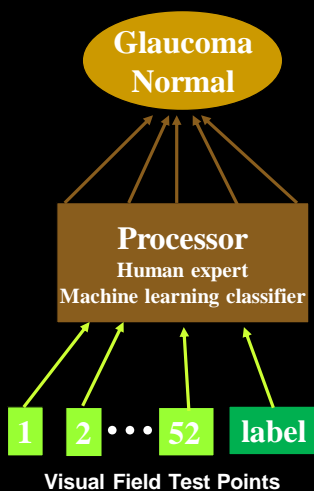 Glaucoma
Normal
Processor
Human expert
Machine learning classifier
1 2 ••• 52 label
Visual Field Test Points